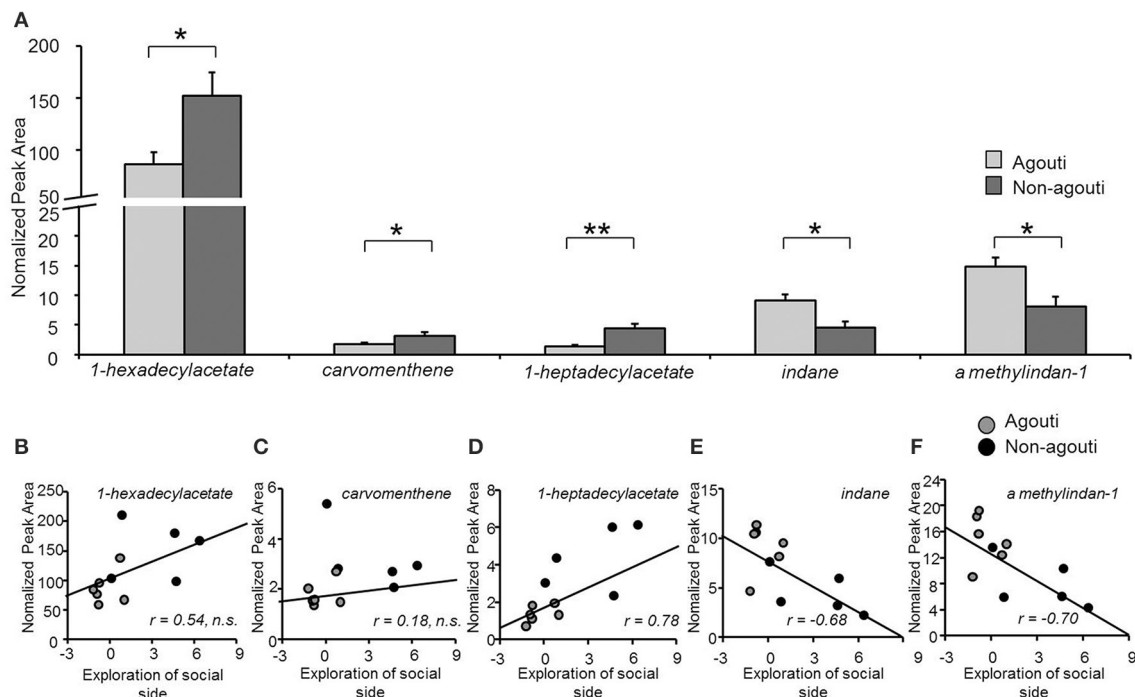 A
200
150
100
50
25
20
15
10
5
0
Nomalized Peak Area
*
*
**
*
*
Agouti
Non-agouti
1-hexadecylacetate carvomenthene 1-heptadecylacetate indane a methylindan-1
Agouti
Non-agouti
B
Normalized Peak Area
250
200
150
100
50
0
1-hexadecylacetate
r = 0.54, n.s.
-3 0 3 6 9
Exploration of social
side
C
Normalized Peak Area
6
4
2
0
carvomenthene
r = 0.18, n.s.
-3 0 3 6 9
Exploration of social
side
D
Normalized Peak Area
8
6
4
2
0
1-heptadecylacetate
r = 0.78
-3 0 3 6 9
Exploration of social
side
E
Normalized Peak Area
15
10
5
0
indane
r = -0.68
-3 0 3 6 9
Exploration of social
side
F
Normalized Peak Area
24
20
16
12
8
4
0
a methylindan-1
r = -0.70
-3 0 3 6 9
Exploration of social
side